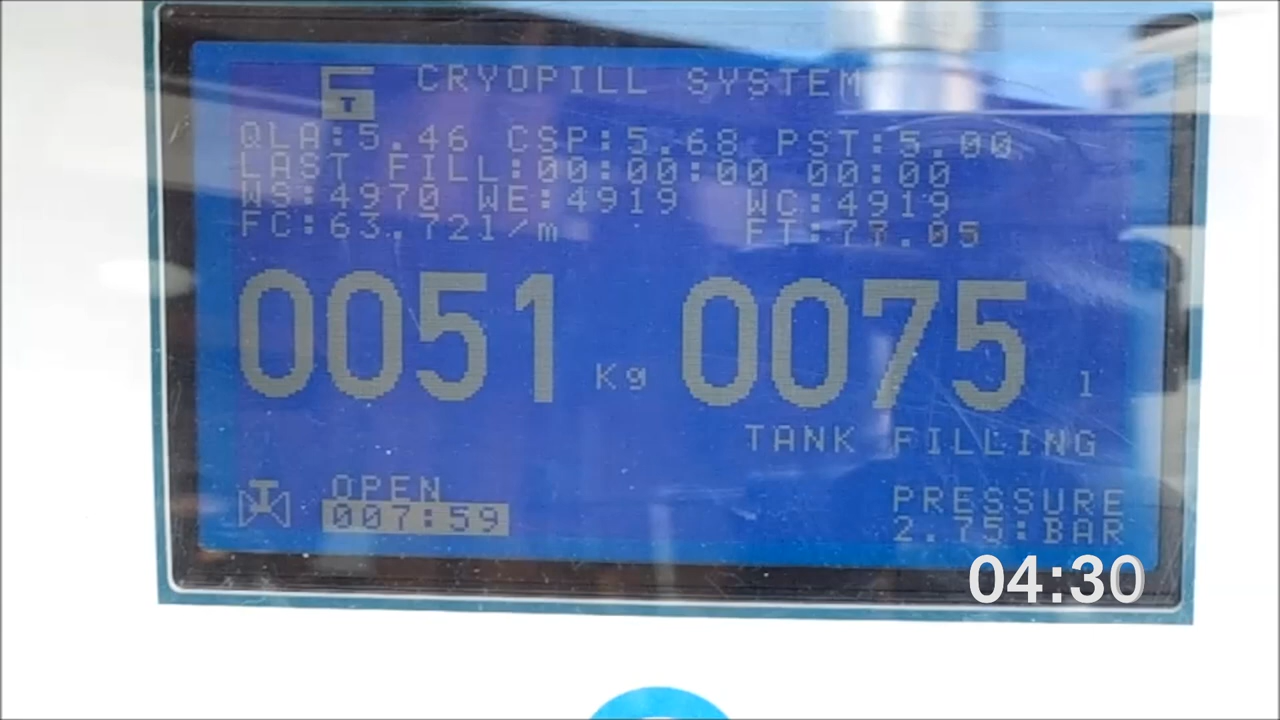 T CRYOPILL SYSTEM
QLA:5.46 CSP:5.68 PST:5.00
LAST FILL:00:00:00 00:00
WS:4970 WE:4919 WC:4919
FC:63.72l/m FT:77.05
0051 Kg 0075 l
TANK FILLING
T OPEN
007:59
PRESSURE
2.75:BAR
04:30